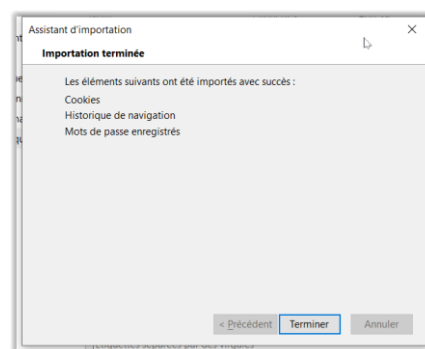 Assistant d'importation
Importation terminée
Les éléments suivants ont été importés avec succès :
Cookies
Historique de navigation
Mots de passe enregistrés
< Précédent
Terminer
Annuler